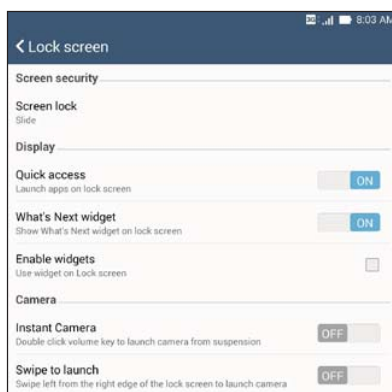 3G 8:03 AM
Lock screen
Screen security
Screen lock
Slide
Display
Quick access
Launch apps on lock screen
ON
What's Next widget
Show What's Next widget on lock screen
ON
Enable widgets
Use widget on Lock screen
Camera
Instant Camera
Double click volume key to launch camera from suspension
OFF
Swipe to launch
Swipe left from the right edge of the lock screen to launch camera
OFF